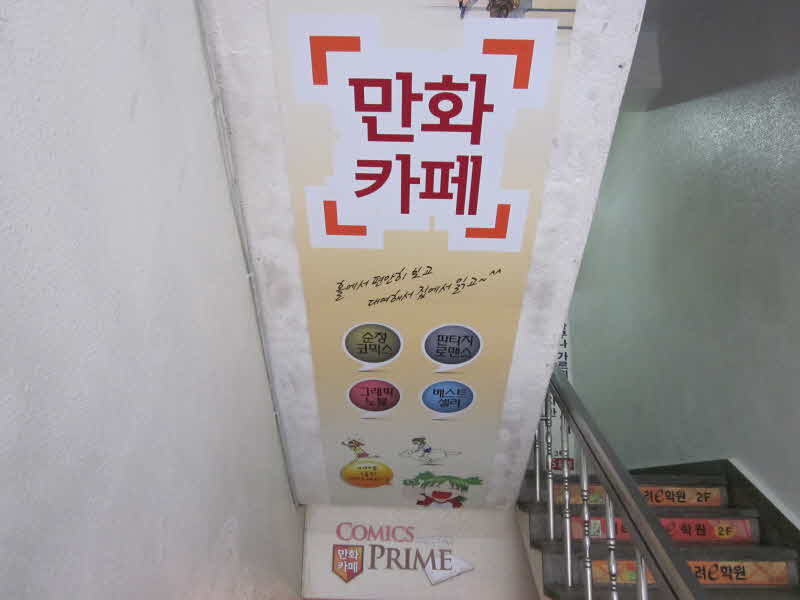 만화
카페
홀에서 편안히 보고
대여해서 집에서 읽고~^^
순정
코믹스
판타지
로맨스
그래픽
노블
베스트
셀러
COMICS
만화
카페
PRIME
학원 2F
e학원 2F
e학원